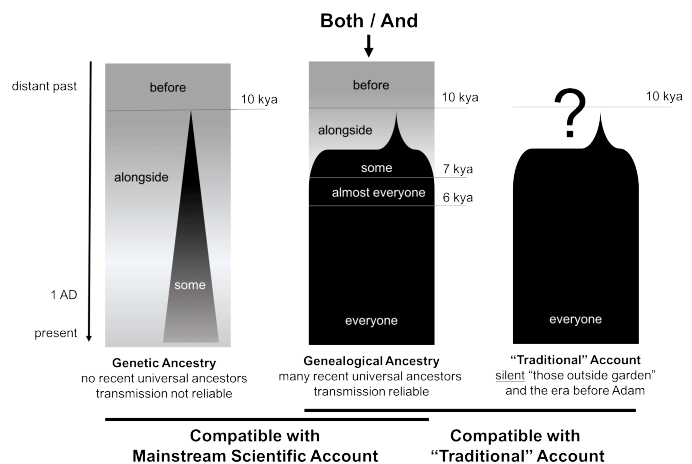 Both / And
distant past
1 AD
present
before
10 kya
alongside
some
Genetic Ancestry
no recent universal ancestors
transmission not reliable
before
10 kya
alongside
some
7 kya
almost everyone
6 kya
everyone
Genealogical Ancestry
many recent universal ancestors
transmission reliable
?
10 kya
everyone
“Traditional” Account
silent “those outside garden”
and the era before Adam
Compatible with
Mainstream Scientific Account
Compatible with
“Traditional” Account